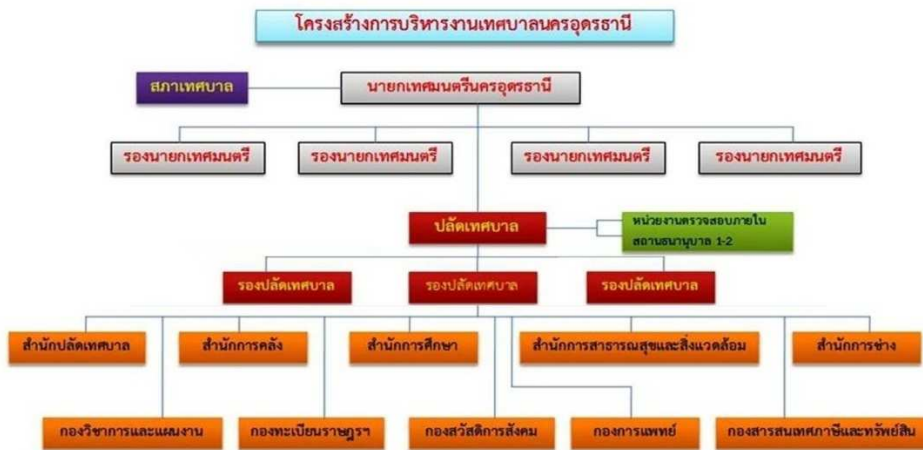 โครงสร้างการบริหารงานเทศบาลนครอุดรธานี
สภาเทศบาล
นายกเทศมนตรีนครอุดรธานี
รองนายกเทศมนตรี
รองนายกเทศมนตรี
รองนายกเทศมนตรี
รองนายกเทศมนตรี
ปลัดเทศบาล
หน่วยงานตรวจสอบภายใน
สถานธนานุบาล 1-2
รองปลัดเทศบาล
รองปลัดเทศบาล
รองปลัดเทศบาล
สำนักปลัดเทศบาล
สำนักการคลัง
สำนักการศึกษา
สำนักการสาธารณสุขและสิ่งแวดล้อม
สำนักการช่าง
กองวิชาการและแผนงาน
กองทะเบียนราษฎรฯ
กองสวัสดิการสังคม
กองการแพทย์
กองสารสนเทศภาษีและทรัพย์สิน